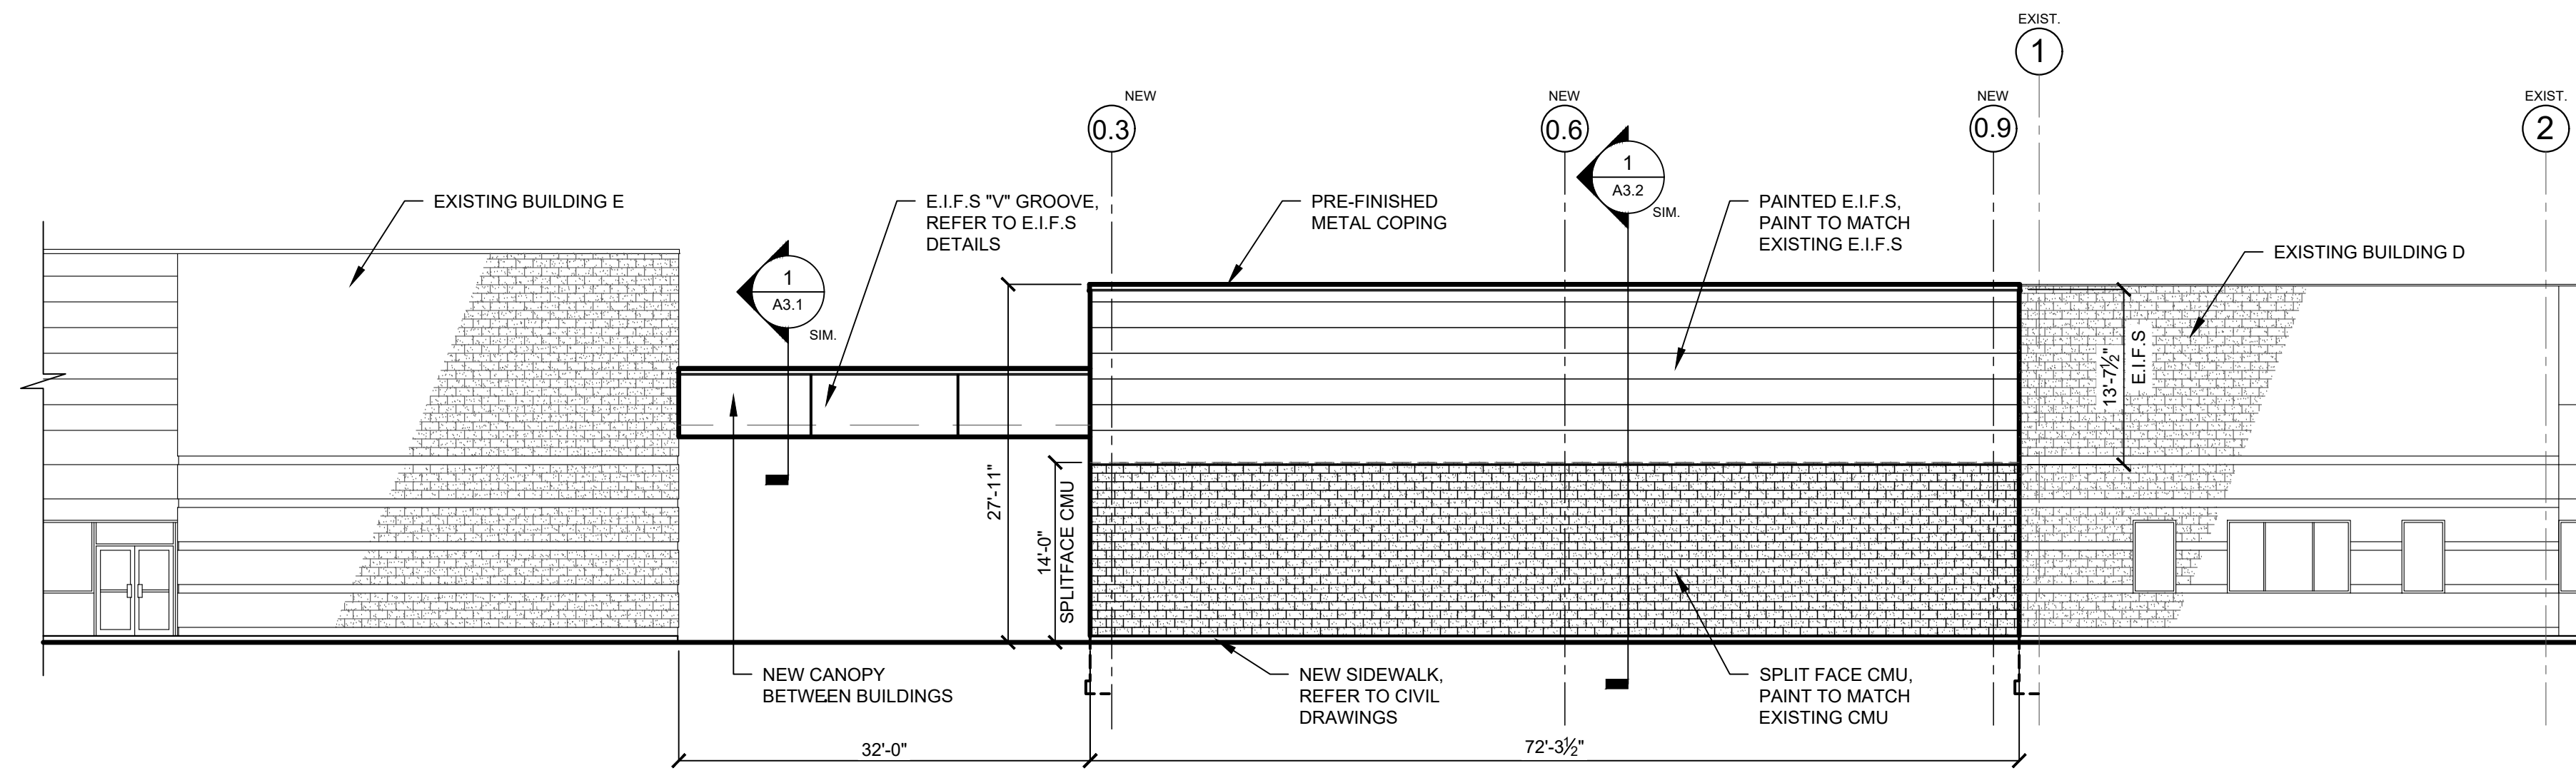 EXIST.
1
NEW
0.3
NEW
0.6
NEW
0.9
EXIST.
2
EXISTING BUILDING E
E.I.F.S "V" GROOVE,
REFER TO E.I.F.S
DETAILS
PRE-FINISHED
METAL COPING
1
A3.2
SIM.
PAINTED E.I.F.S,
PAINT TO MATCH
EXISTING E.I.F.S
EXISTING BUILDING D
1
A3.1
SIM.
27'-11"
14'-0"
SPLITFACE CMU
13'-7½"
E.I.F.S
NEW CANOPY
BETWEEN BUILDINGS
NEW SIDEWALK,
REFER TO CIVIL
DRAWINGS
SPLIT FACE CMU,
PAINT TO MATCH
EXISTING CMU
32'-0"
72'-3½"